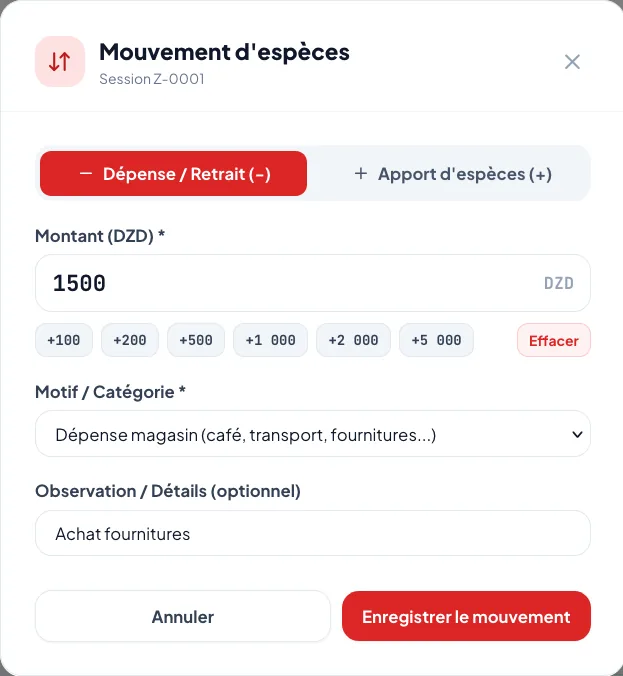 Mouvement d'espèces
Session Z-0001
− Dépense / Retrait (-)
+ Apport d'espèces (+)
Montant (DZD) *
1500 DZD
+100 +200 +500 +1 000 +2 000 +5 000 Effacer
Motif / Catégorie *
Dépense magasin (café, transport, fournitures...)
Observation / Détails (optionnel)
Achat fournitures
Annuler
Enregistrer le mouvement